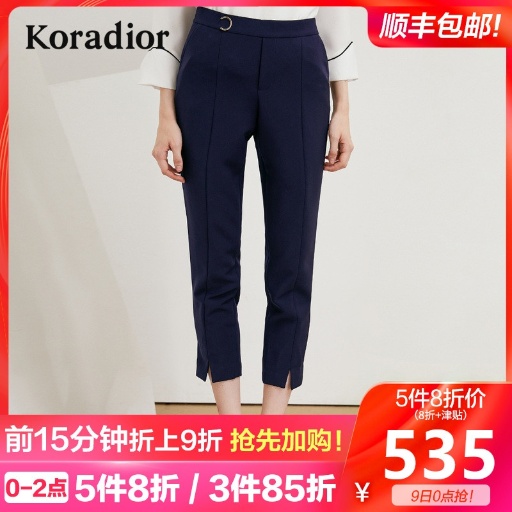 Koradior
顺丰包邮!
5件8折价
(8折+津贴)
¥535
9日0点抢!
前15分钟折上9折 抢先加购!
0-2点 5件8折 / 3件85折